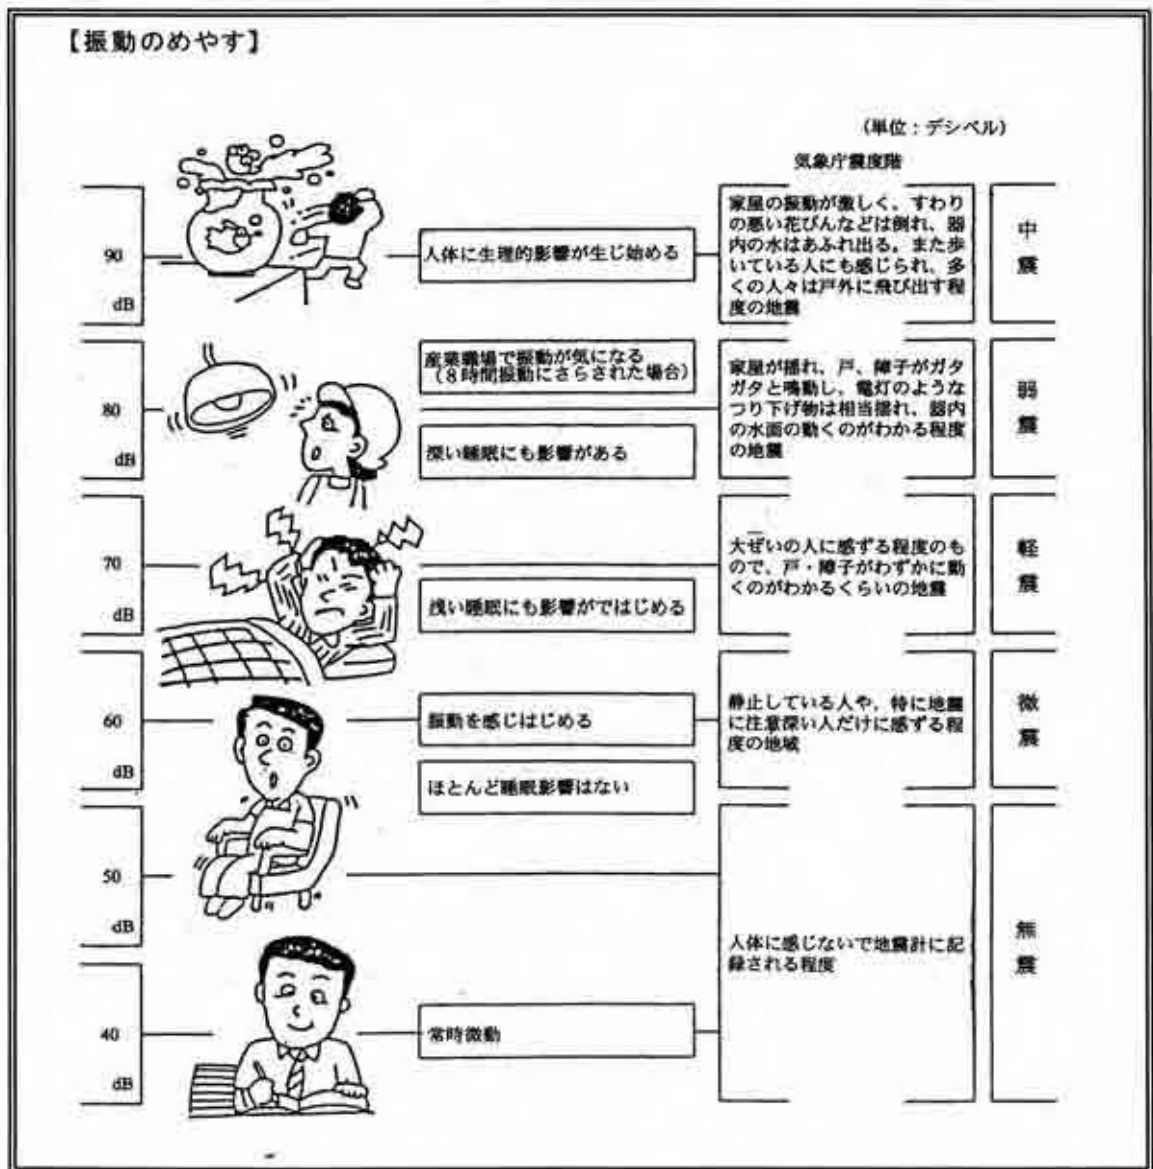 【振動のめやす】
(単位:デシベル)
気象庁震度階
90
dB
人体に生理的影響が生じ始める
家屋の振動が激しく、すわり
の悪い花びんなどは倒れ、器
内の水はあふれ出る。また歩
いている人にも感じられ、多
くの人々は戸外に飛び出す程
度の地震
中
震
80
dB
産業職場で振動が気になる
(8時間振動にさらされた場合)
深い睡眠にも影響がある
家屋が揺れ、戸、障子がガタ
ガタと鳴動し、電灯のような
つり下げ物は相当揺れ、器内
の水面の動くのがわかる程度
の地震
弱
震
70
dB
浅い睡眠にも影響がではじめる
大ぜいの人に感ずる程度のも
ので、戸・障子がわずかに動
くのがわかるくらいの地震
軽
震
60
dB
振動を感じはじめる
ほとんど睡眠影響はない
静止している人や、特に地震
に注意深い人だけに感ずる程
度の地域
微
震
50
dB
40
dB
常時微動
人体に感じないで地震計に記
録される程度
無
震